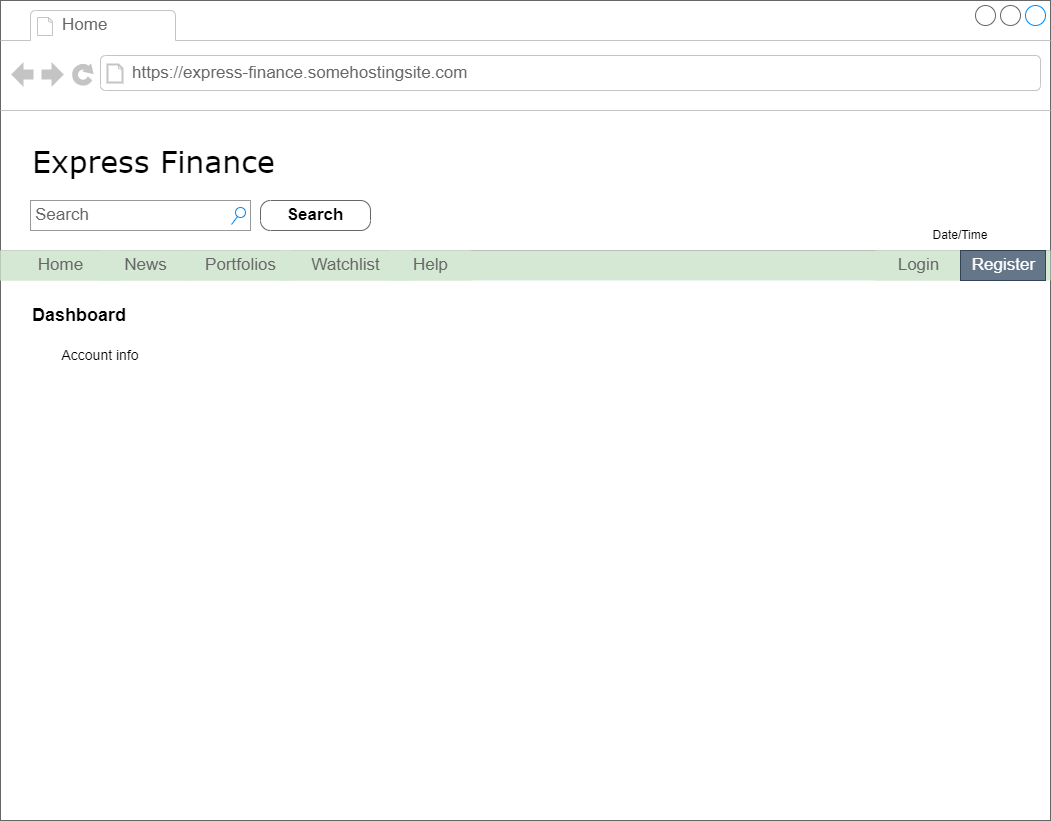 Home
https://express-finance.somehostingsite.com
Express Finance
Search Search
Date/Time
Home News Portfolios Watchlist Help Login Register
Dashboard
Account info